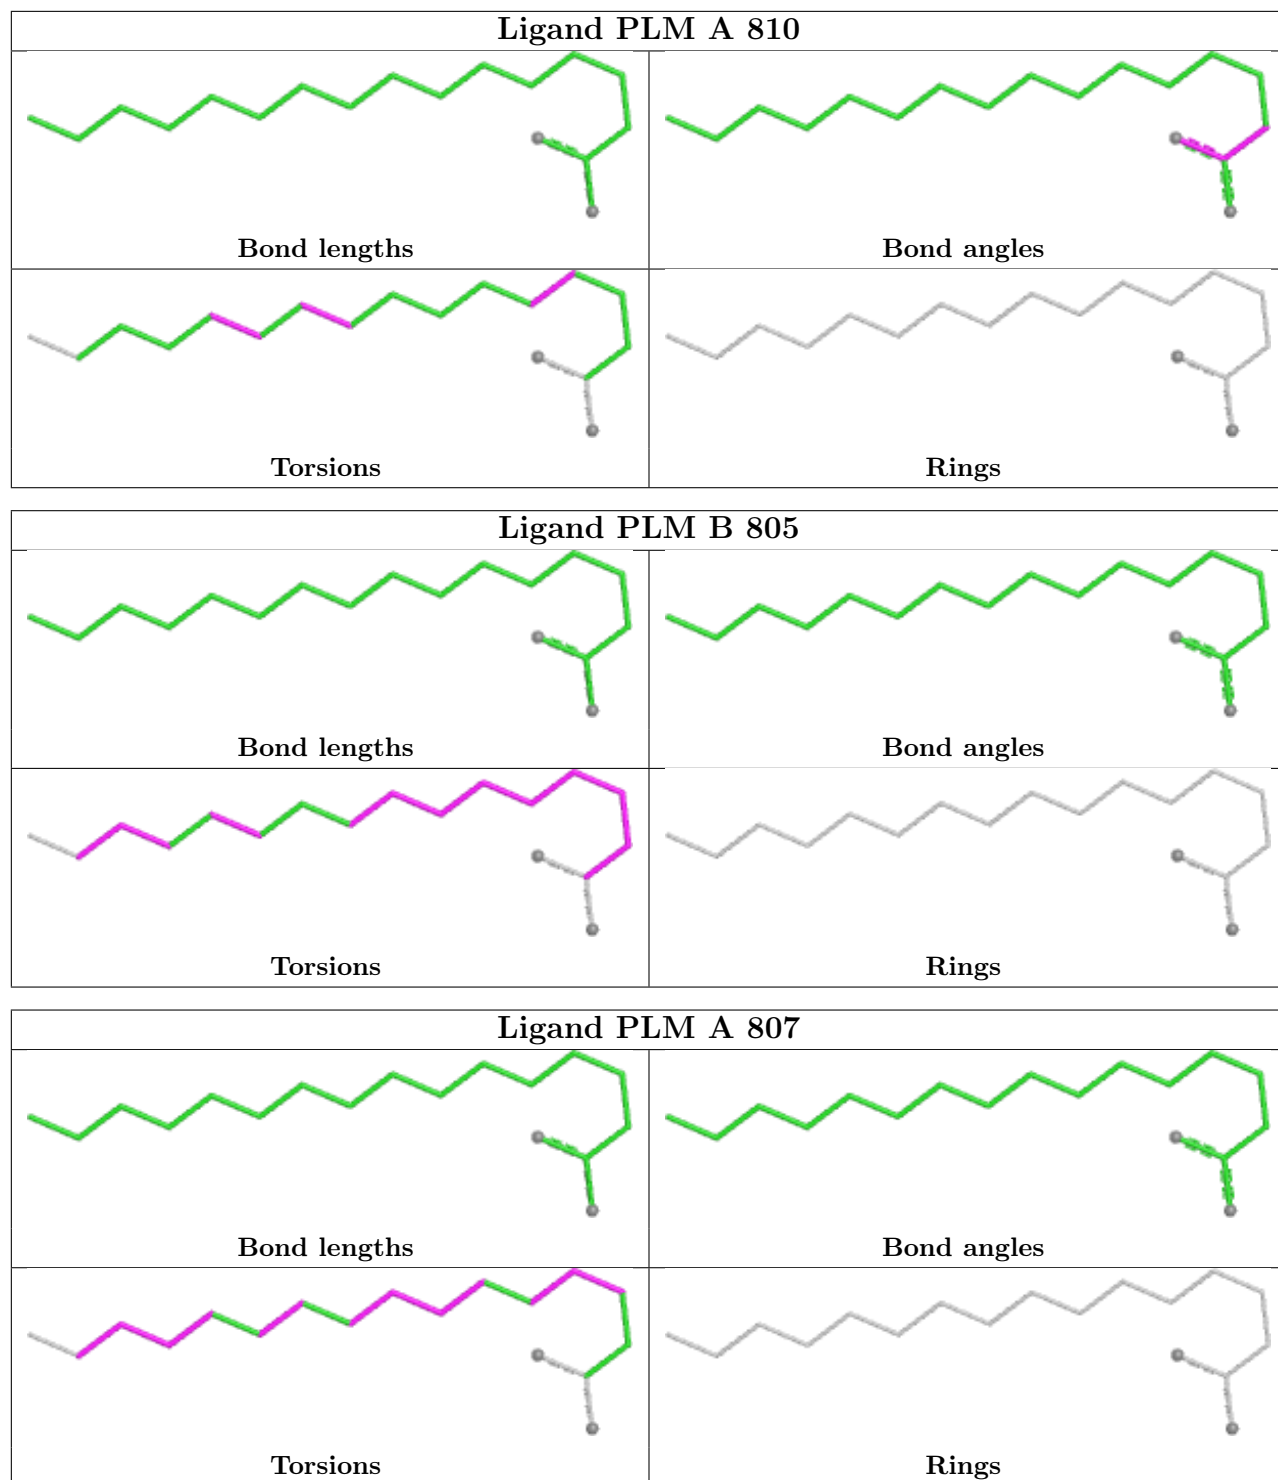 Ligand PLM A 810
Bond lengths
Bond angles
Torsions
Rings
Ligand PLM B 805
Bond lengths
Bond angles
Torsions
Rings
Ligand PLM A 807
Bond lengths
Bond angles
Torsions
Rings